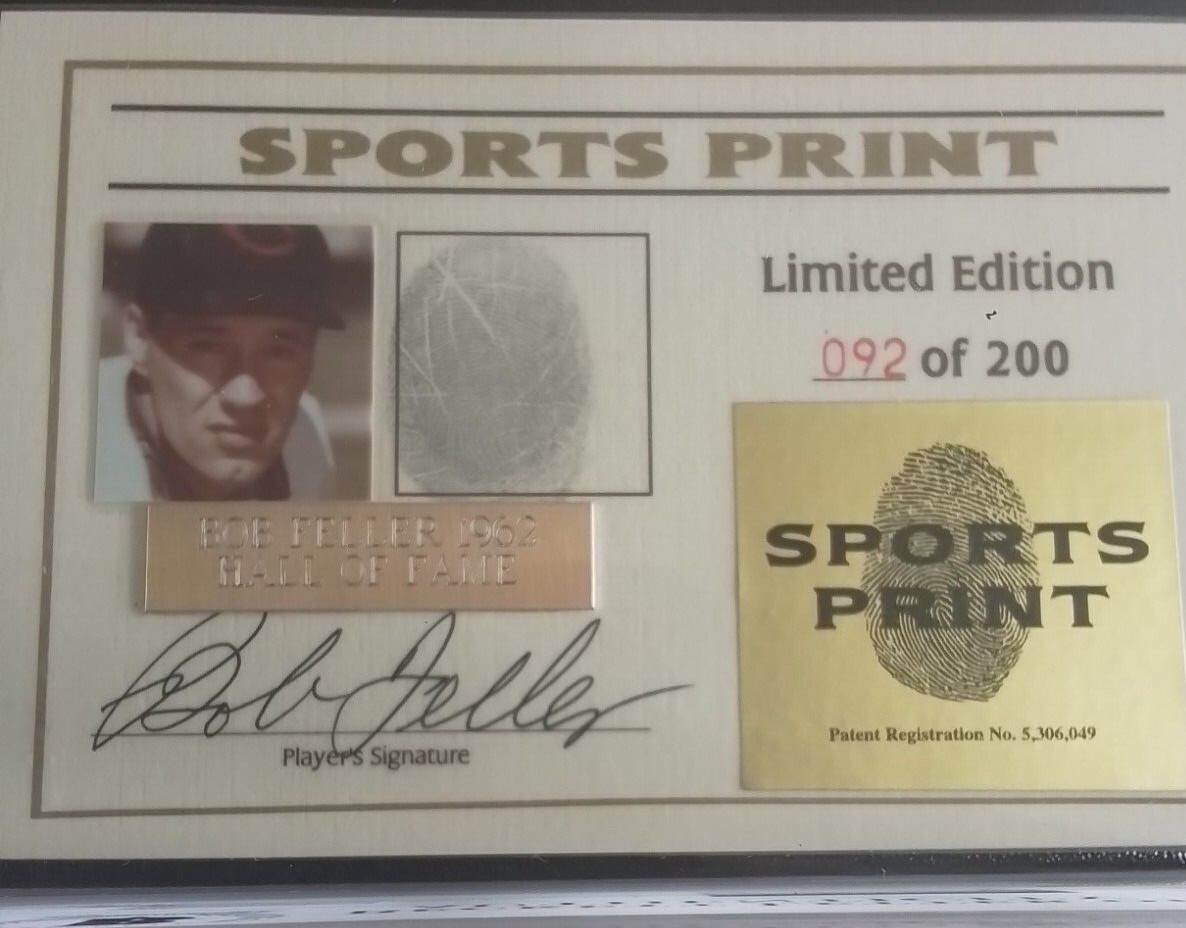 SPORTS PRINT
Limited Edition
092 of 200
BOB FELLER 1962
HALL OF FAME
Bob Feller
Player's Signature
SPORTS
PRINT
Patent Registration No. 5,306,049
C